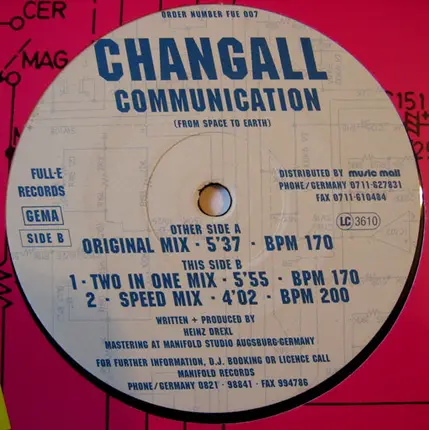 CH
MAG
C151
ORDER NUMBER FUE 007
CHANGALL
COMMUNICATION
(FROM SPACE TO EARTH)
FULL-E
RECORDS
GEMA
SIDE B
DISTRIBUTED BY music mall
PHONE/GERMANY 0711-627831
FAX 0711-610484
LC 3610
OTHER SIDE A
ORIGINAL MIX · 5'37 · BPM 170
THIS SIDE B
1 · TWO IN ONE MIX · 5'55 · BPM 170
2 · SPEED MIX · 4'02 · BPM 200
WRITTEN + PRODUCED BY
HEINZ DREXL
MASTERING AT MANIFOLD STUDIO AUGSBURG-GERMANY
FOR FURTHER INFORMATION, D.J. BOOKING OR LICENCE CALL
MANIFOLD RECORDS
PHONE/GERMANY 0821 - 98841 · FAX 994786